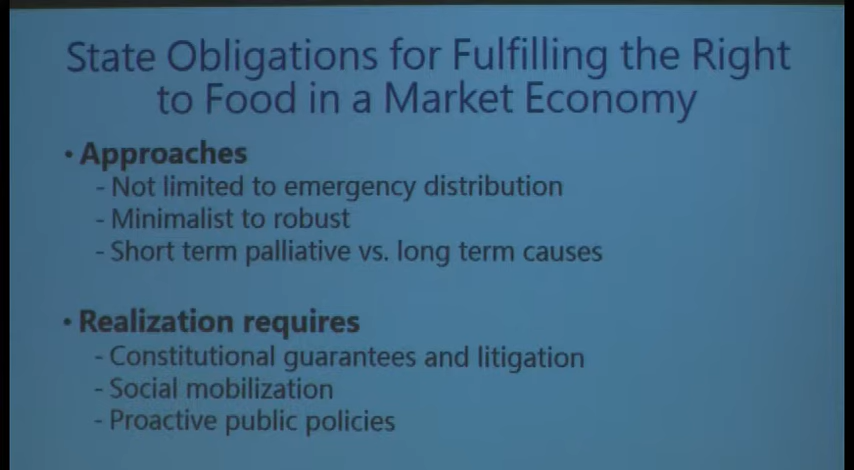 State Obligations for Fulfilling the Right
to Food in a Market Economy
• Approaches
- Not limited to emergency distribution
- Minimalist to robust
- Short term palliative vs. long term causes
• Realization requires
- Constitutional guarantees and litigation
- Social mobilization
- Proactive public policies